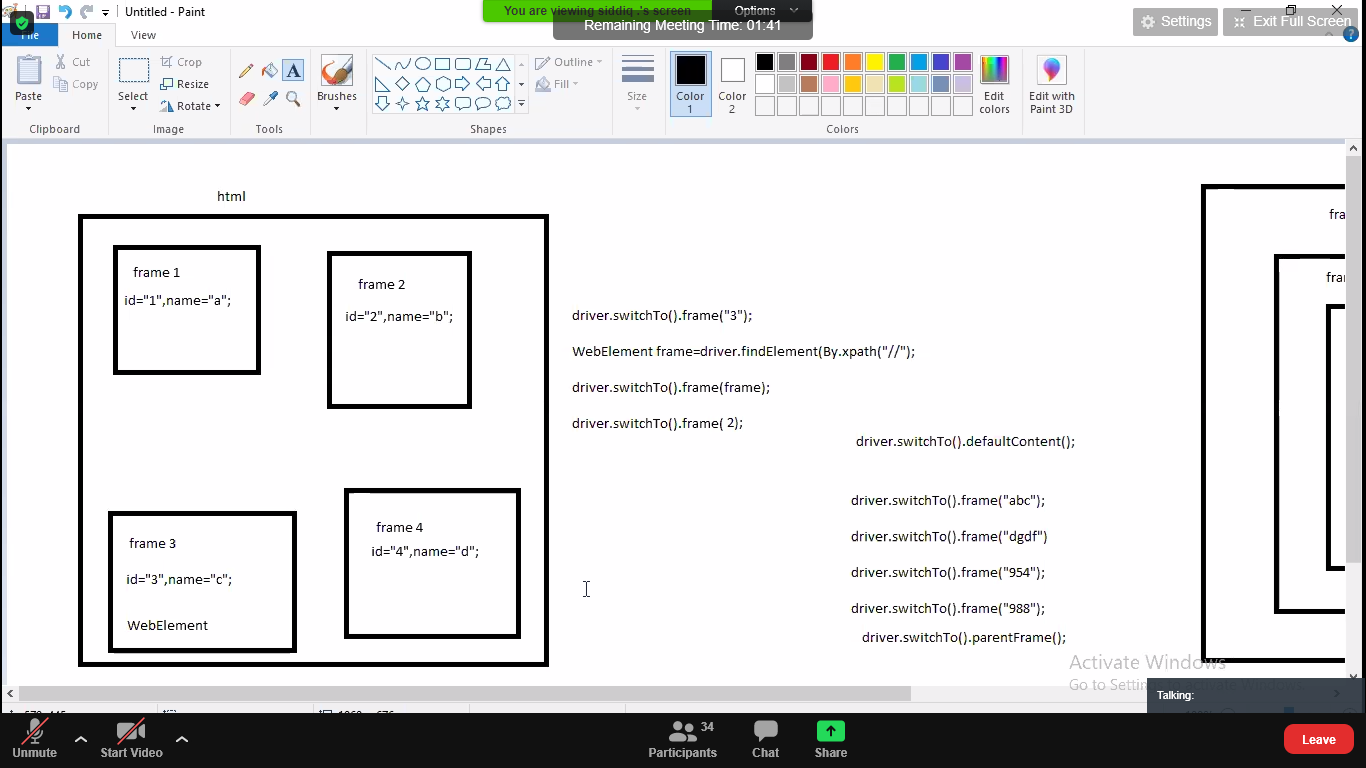 Untitled - Paint
You are viewing siddiq .'s screen
Options
Remaining Meeting Time: 01:41
Settings
Exit Full Screen
File
Home
View
Paste
Cut
Copy
Clipboard
Select
Crop
Resize
Rotate
Image
A
Tools
Brushes
Shapes
Outline
Fill
Size
Color 1
Color 2
Colors
Edit colors
Edit with Paint 3D
html
frame 1
id="1",name="a";
frame 2
id="2",name="b";
frame 3
id="3",name="c";
WebElement
frame 4
id="4",name="d";
driver.switchTo().frame("3");
WebElement frame=driver.findElement(By.xpath("//");
driver.switchTo().frame(frame);
driver.switchTo().frame( 2);
driver.switchTo().defaultContent();
driver.switchTo().frame("abc");
driver.switchTo().frame("dgdf")
driver.switchTo().frame("954");
driver.switchTo().frame("988");
driver.switchTo().parentFrame();
fra
fra
Activate Windows
Go to
Talking:
Unmute
Start Video
Participants
34
Chat
Share
Leave